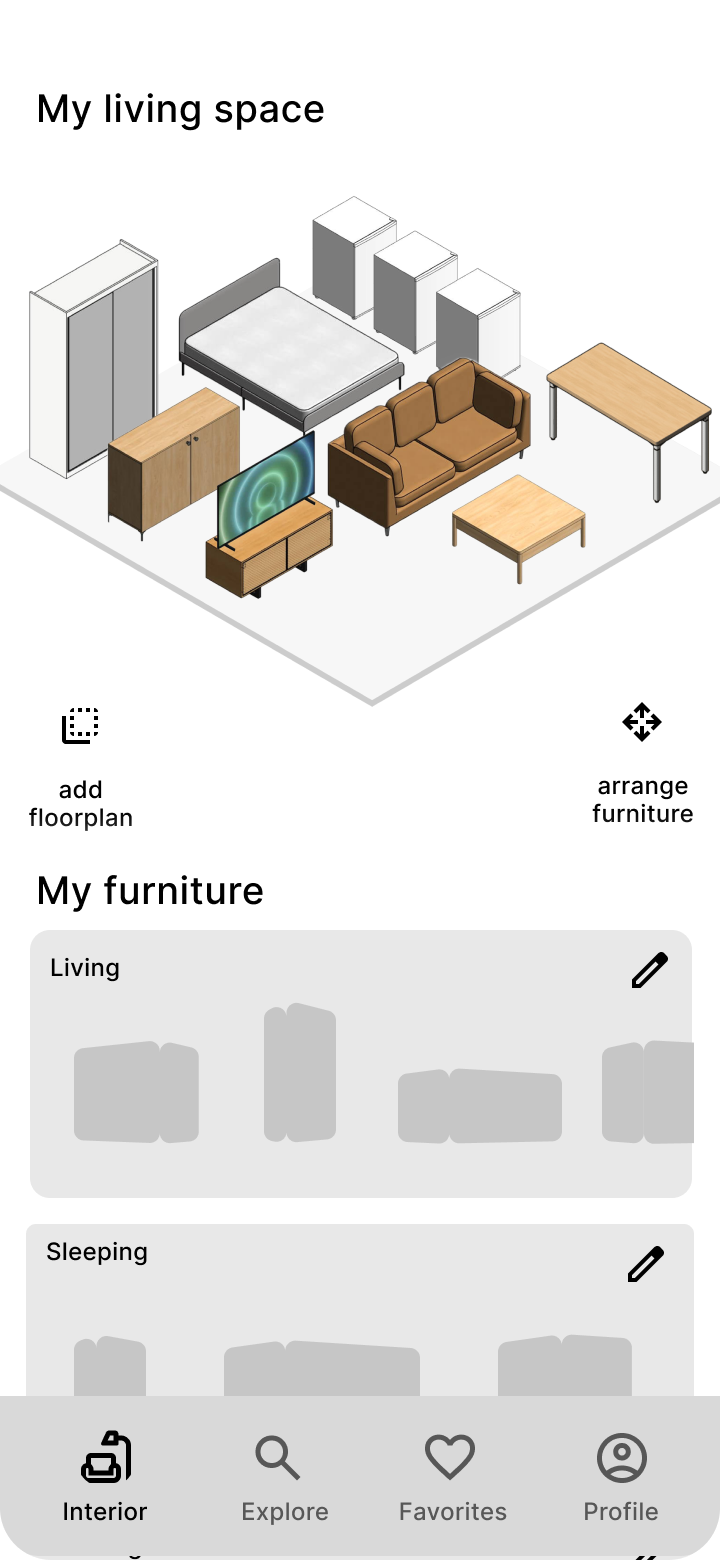 My living space
add
floorplan
arrange
furniture
My furniture
Living
Sleeping
Interior
Explore
Favorites
Profile